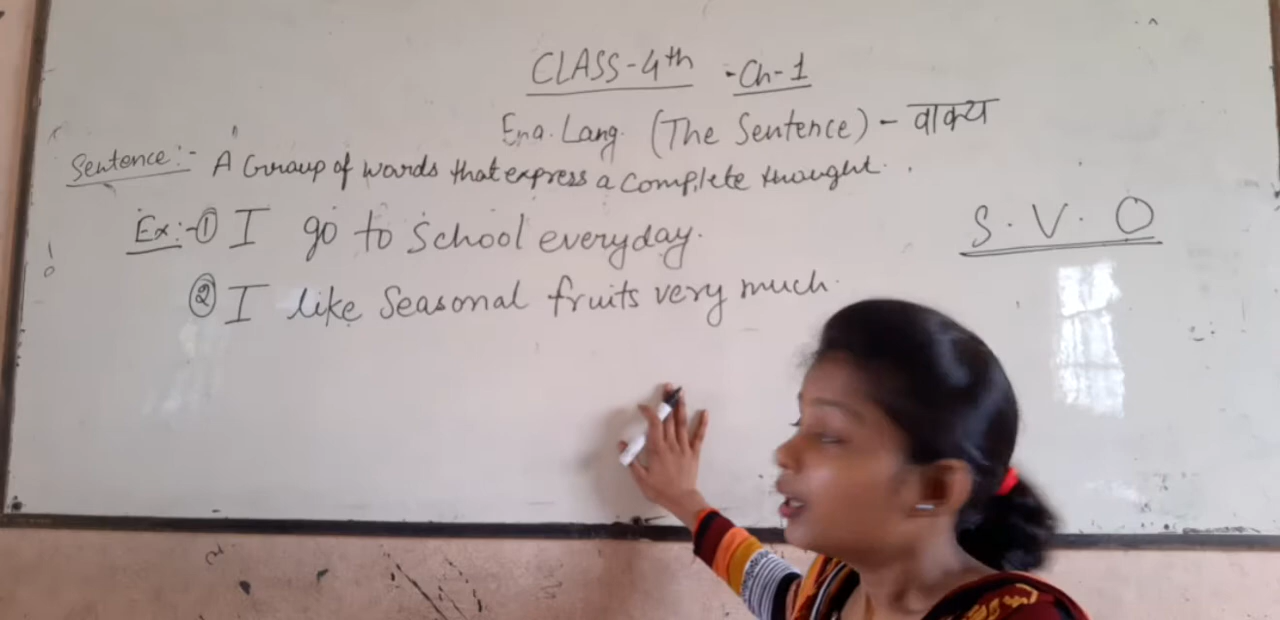 CLASS-4th -Ch-1
Eng. Lang. (The Sentence) - वाक्य
Sentence:- A Group of words that express a complete thought.
Ex:- ① I go to School everyday.
S. V. O
② I like Seasonal fruits very much.